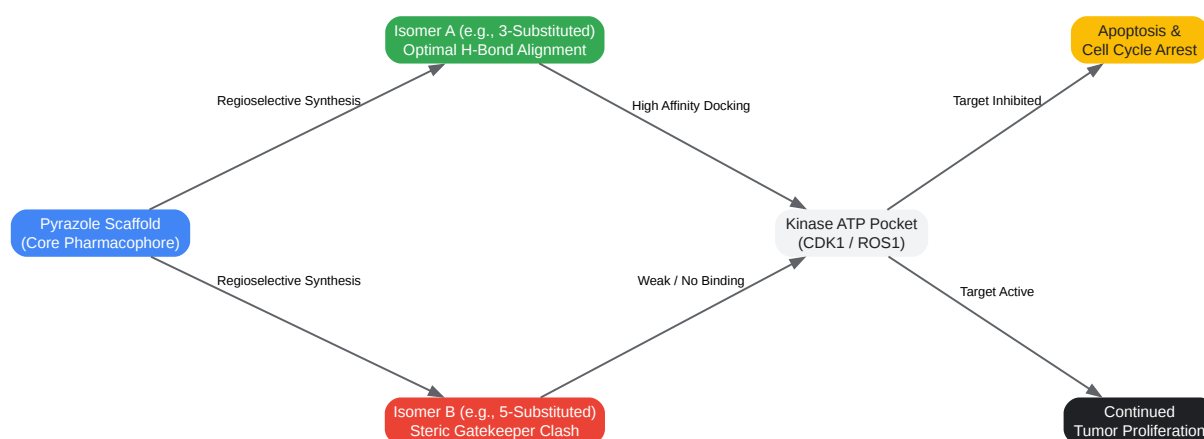 Isomer A (e.g., 3-Substituted)
Optimal H-Bond Alignment
Apoptosis &
Cell Cycle Arrest
Regioselective Synthesis
High Affinity Docking
Target Inhibited
Pyrazole Scaffold
(Core Pharmacophore)
Kinase ATP Pocket
(CDK1 / ROS1)
Regioselective Synthesis
Weak / No Binding
Target Active
Isomer B (e.g., 5-Substituted)
Steric Gatekeeper Clash
Continued
Tumor Proliferation